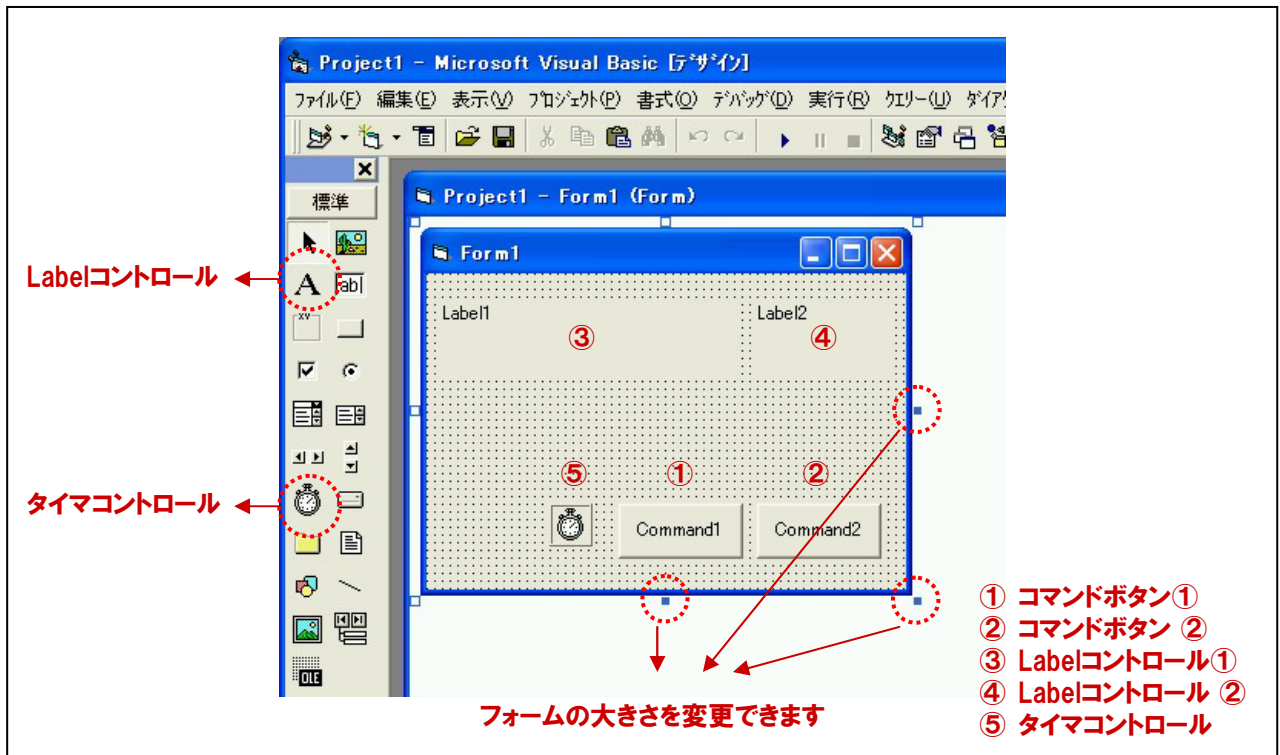 Project1 - Microsoft Visual Basic [ﾃﾞｻﾞｲﾝ]
ﾌｧｲﾙ(F) 編集(E) 表示(V) ﾌﾟﾛｼﾞｪｸﾄ(P) 書式(O) ﾃﾞﾊﾞｯｸﾞ(D) 実行(R) ｸｴﾘｰ(U) ﾀﾞｲｱ
標準
Project1 - Form1 (Form)
Form1
Labelコントロール
A
ab|
xv
Label1
Label2
③
④
タイマコントロール
⑤
①
②
Command1
Command2
OLE
フォームの大きさを変更できます
① コマンドボタン①
② コマンドボタン ②
③ Labelコントロール①
④ Labelコントロール ②
⑤ タイマコントロール